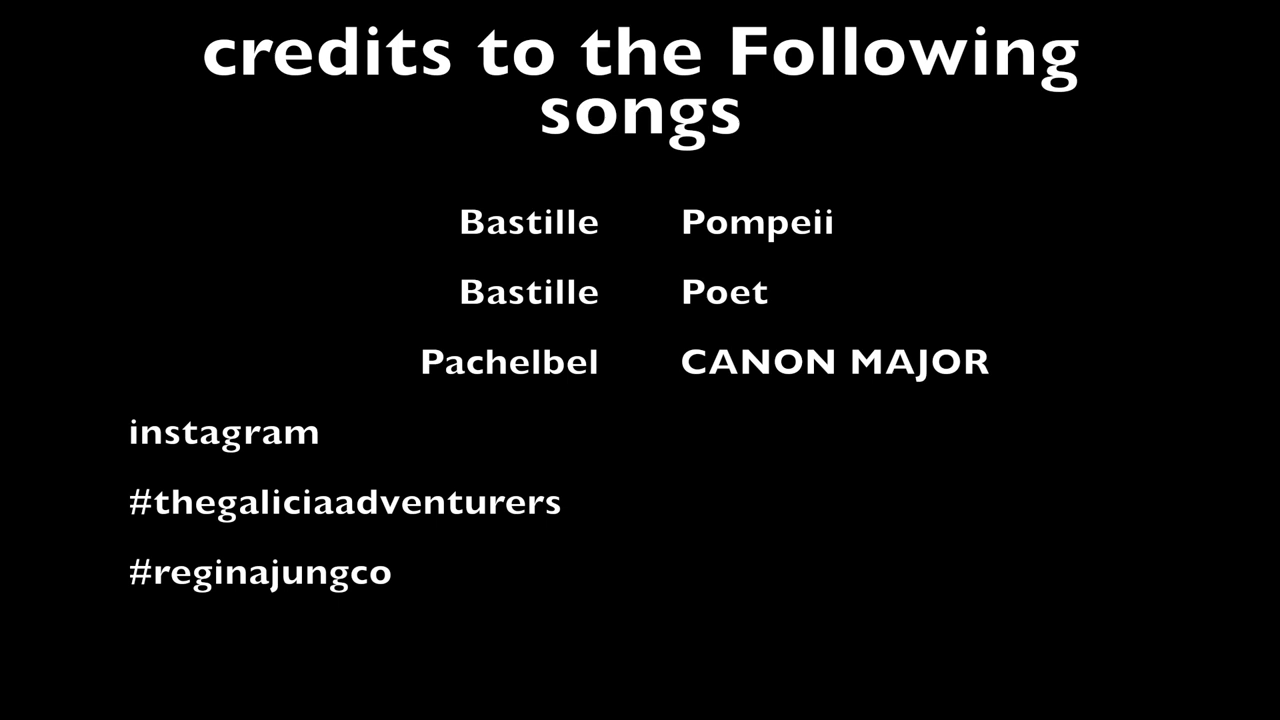 credits to the Following
songs
Bastille Pompeii
Bastille Poet
Pachelbel CANON MAJOR
instagram
#thegaliciaadventurers
#reginajungco